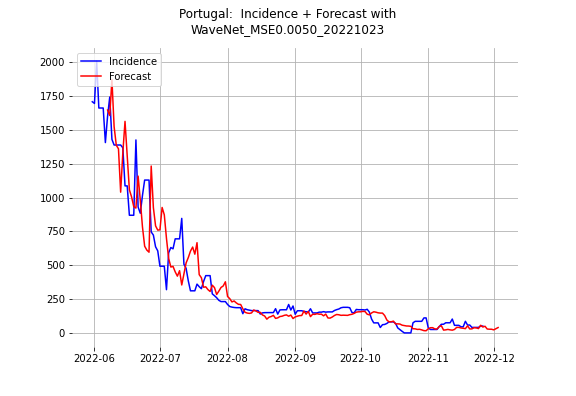 Portugal:  Incidence + Forecast with
WaveNet_MSE0.0050_20221023
Incidence
Forecast
2000
1750
1500
1250
1000
750
500
250
0
2022-06 2022-07 2022-08 2022-09 2022-10 2022-11 2022-12